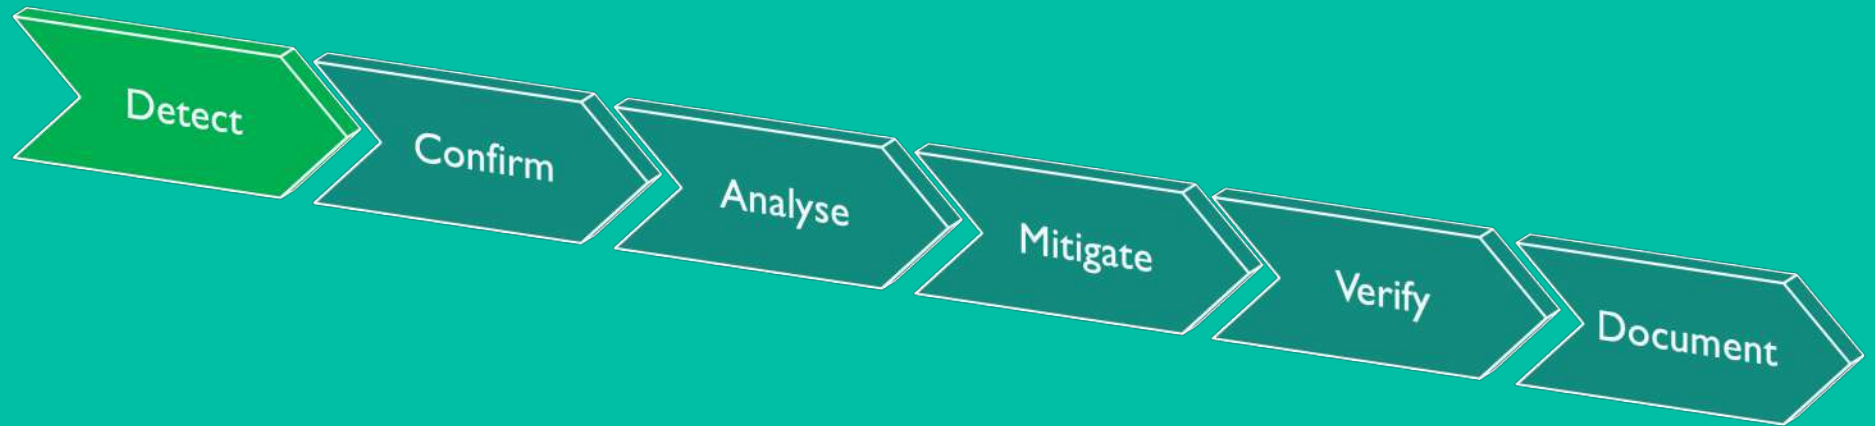 Detect
Confirm
Analyse
Mitigate
Verify
Document